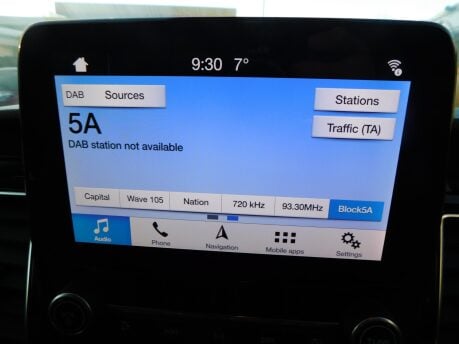 9:30 7°
DAB Sources
Stations
5A
Traffic (TA)
DAB station not available
Capital Wave 105 Nation 720 kHz 93.30MHz Block5A
Audio Phone Navigation Mobile apps Settings